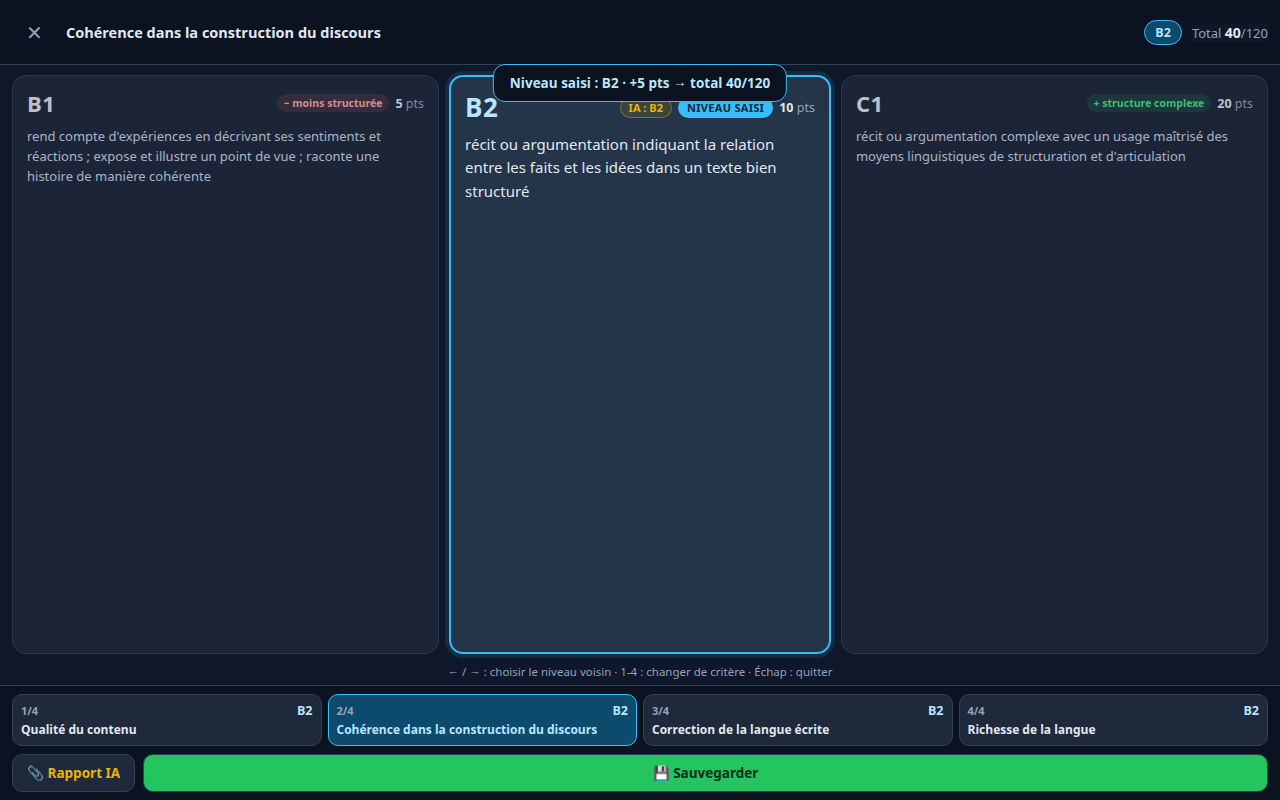 ✕ Cohérence dans la construction du discours
B2 Total 40/120
Niveau saisi : B2 · +5 pts → total 40/120
B1 − moins structurée 5 pts
rend compte d'expériences en décrivant ses sentiments et
réactions ; expose et illustre un point de vue ; raconte une
histoire de manière cohérente
B2 IA : B2 NIVEAU SAISI 10 pts
récit ou argumentation indiquant la relation
entre les faits et les idées dans un texte bien
structuré
C1 + structure complexe 20 pts
récit ou argumentation complexe avec un usage maîtrisé des
moyens linguistiques de structuration et d'articulation
← / → : choisir le niveau voisin · 1-4 : changer de critère · Échap : quitter
1/4 B2
Qualité du contenu
2/4 B2
Cohérence dans la construction du discours
3/4 B2
Correction de la langue écrite
4/4 B2
Richesse de la langue
📎 Rapport IA
💾 Sauvegarder